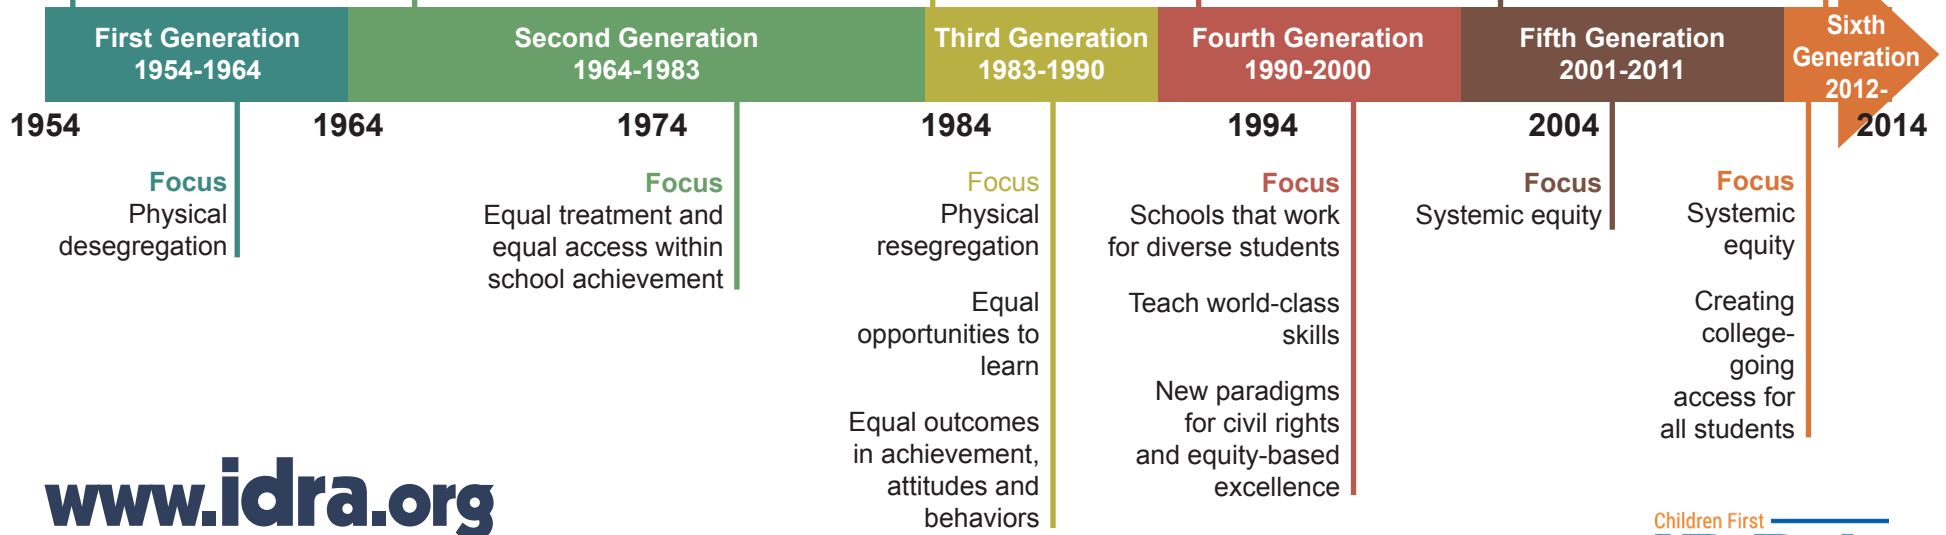 First Generation
1954-1964
Second Generation
1964-1983
Third Generation
1983-1990
Fourth Generation
1990-2000
Fifth Generation
2001-2011
Sixth
Generation
2012-
1954
1964
1974
1984
1994
2004
2014
Focus
Physical
desegregation
Focus
Equal treatment and
equal access within
school achievement
Focus
Physical
resegregation
Equal
opportunities to
learn
Equal outcomes
in achievement,
attitudes and
behaviors
Focus
Schools that work
for diverse students
Teach world-class
skills
New paradigms
for civil rights
and equity-based
excellence
Focus
Systemic equity
Focus
Systemic
equity
Creating
college-
going
access for
all students
www.idra.org
Children First